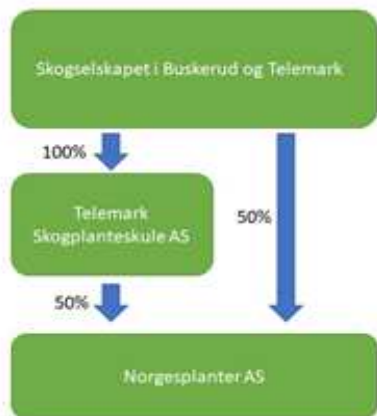 Skogselskapet i Buskerud og Telemark
100%
Telemark
Skogplanteskule AS
50%
50%
Norgesplanter AS